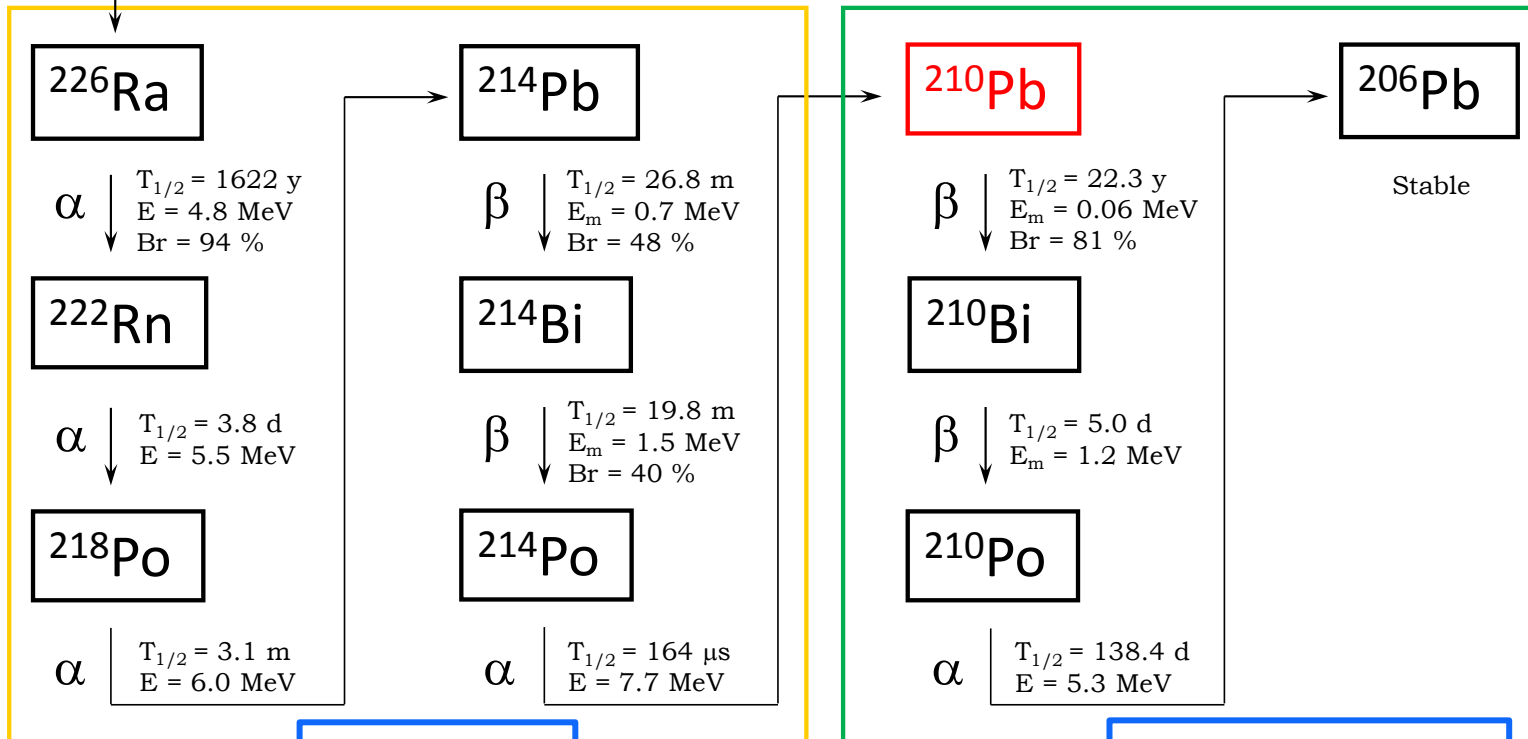 ²²⁶Ra
α
T₁/₂ = 1622 y
E = 4.8 MeV
Br = 94 %
²²²Rn
α
T₁/₂ = 3.8 d
E = 5.5 MeV
²¹⁸Po
α
T₁/₂ = 3.1 m
E = 6.0 MeV
²¹⁴Pb
β
T₁/₂ = 26.8 m
Eₘ = 0.7 MeV
Br = 48 %
²¹⁴Bi
β
T₁/₂ = 19.8 m
Eₘ = 1.5 MeV
Br = 40 %
²¹⁴Po
α
T₁/₂ = 164 μs
E = 7.7 MeV
²¹⁰Pb
β
T₁/₂ = 22.3 y
Eₘ = 0.06 MeV
Br = 81 %
²¹⁰Bi
β
T₁/₂ = 5.0 d
Eₘ = 1.2 MeV
²¹⁰Po
α
T₁/₂ = 138.4 d
E = 5.3 MeV
²⁰⁶Pb
Stable